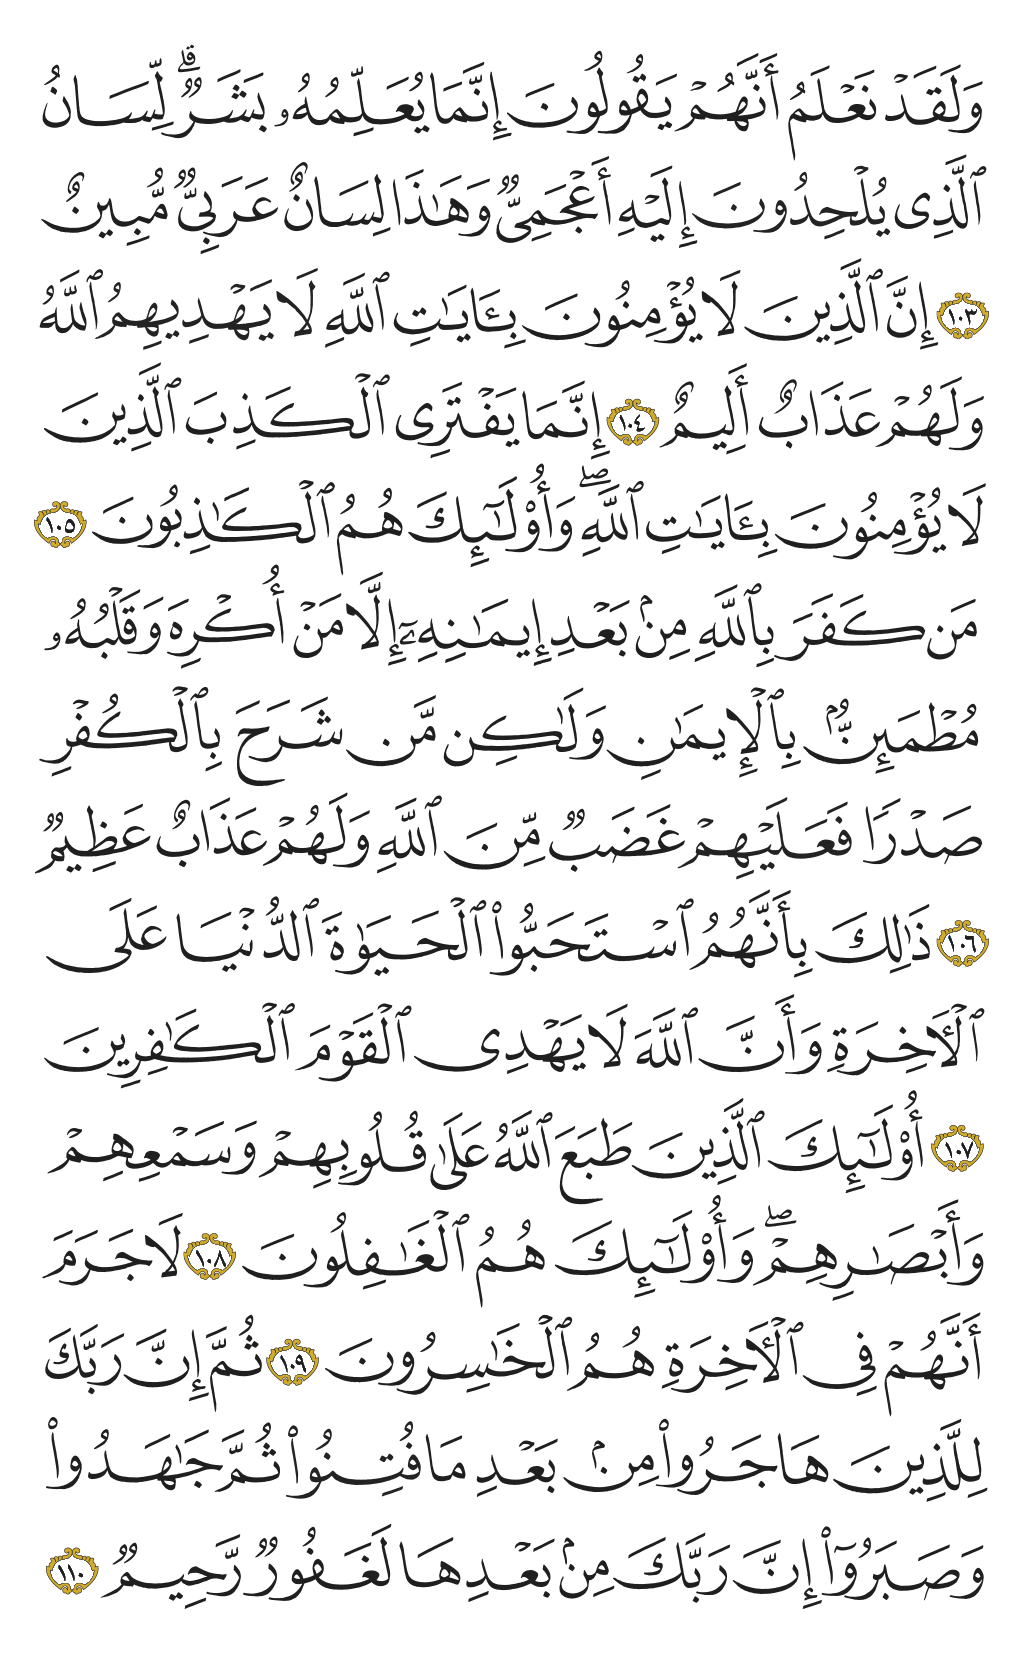 وَلَقَدۡ نَعۡلَمُ أَنَّهُمۡ يَقُولُونَ إِنَّمَا يُعَلِّمُهُۥ بَشَرٞۗ لِّسَانُ
ٱلَّذِي يُلۡحِدُونَ إِلَيۡهِ أَعۡجَمِيّٞ وَهَٰذَا لِسَانٌ عَرَبِيّٞ مُّبِينٌ
١٠٣ إِنَّ ٱلَّذِينَ لَا يُؤۡمِنُونَ بِـَٔايَٰتِ ٱللَّهِ لَا يَهۡدِيهِمُ ٱللَّهُ
وَلَهُمۡ عَذَابٌ أَلِيمٌ ١٠٤ إِنَّمَا يَفۡتَرِي ٱلۡكَذِبَ ٱلَّذِينَ
لَا يُؤۡمِنُونَ بِـَٔايَٰتِ ٱللَّهِۖ وَأُوْلَٰٓئِكَ هُمُ ٱلۡكَٰذِبُونَ ١٠٥
مَن كَفَرَ بِٱللَّهِ مِنۢ بَعۡدِ إِيمَٰنِهِۦٓ إِلَّا مَنۡ أُكۡرِهَ وَقَلۡبُهُۥ
مُطۡمَئِنُّۢ بِٱلۡإِيمَٰنِ وَلَٰكِن مَّن شَرَحَ بِٱلۡكُفۡرِ
صَدۡرٗا فَعَلَيۡهِمۡ غَضَبٞ مِّنَ ٱللَّهِ وَلَهُمۡ عَذَابٌ عَظِيمٞ
١٠٦ ذَٰلِكَ بِأَنَّهُمُ ٱسۡتَحَبُّواْ ٱلۡحَيَوٰةَ ٱلدُّنۡيَا عَلَى
ٱلۡأٓخِرَةِ وَأَنَّ ٱللَّهَ لَا يَهۡدِي ٱلۡقَوۡمَ ٱلۡكَٰفِرِينَ
١٠٧ أُوْلَٰٓئِكَ ٱلَّذِينَ طَبَعَ ٱللَّهُ عَلَىٰ قُلُوبِهِمۡ وَسَمۡعِهِمۡ
وَأَبۡصَٰرِهِمۡۖ وَأُوْلَٰٓئِكَ هُمُ ٱلۡغَٰفِلُونَ ١٠٨ لَا جَرَمَ
أَنَّهُمۡ فِي ٱلۡأٓخِرَةِ هُمُ ٱلۡخَٰسِرُونَ ١٠٩ ثُمَّ إِنَّ رَبَّكَ
لِلَّذِينَ هَاجَرُواْ مِنۢ بَعۡدِ مَا فُتِنُواْ ثُمَّ جَٰهَدُواْ
وَصَبَرُوٓاْ إِنَّ رَبَّكَ مِنۢ بَعۡدِهَا لَغَفُورٞ رَّحِيمٞ ١١٠